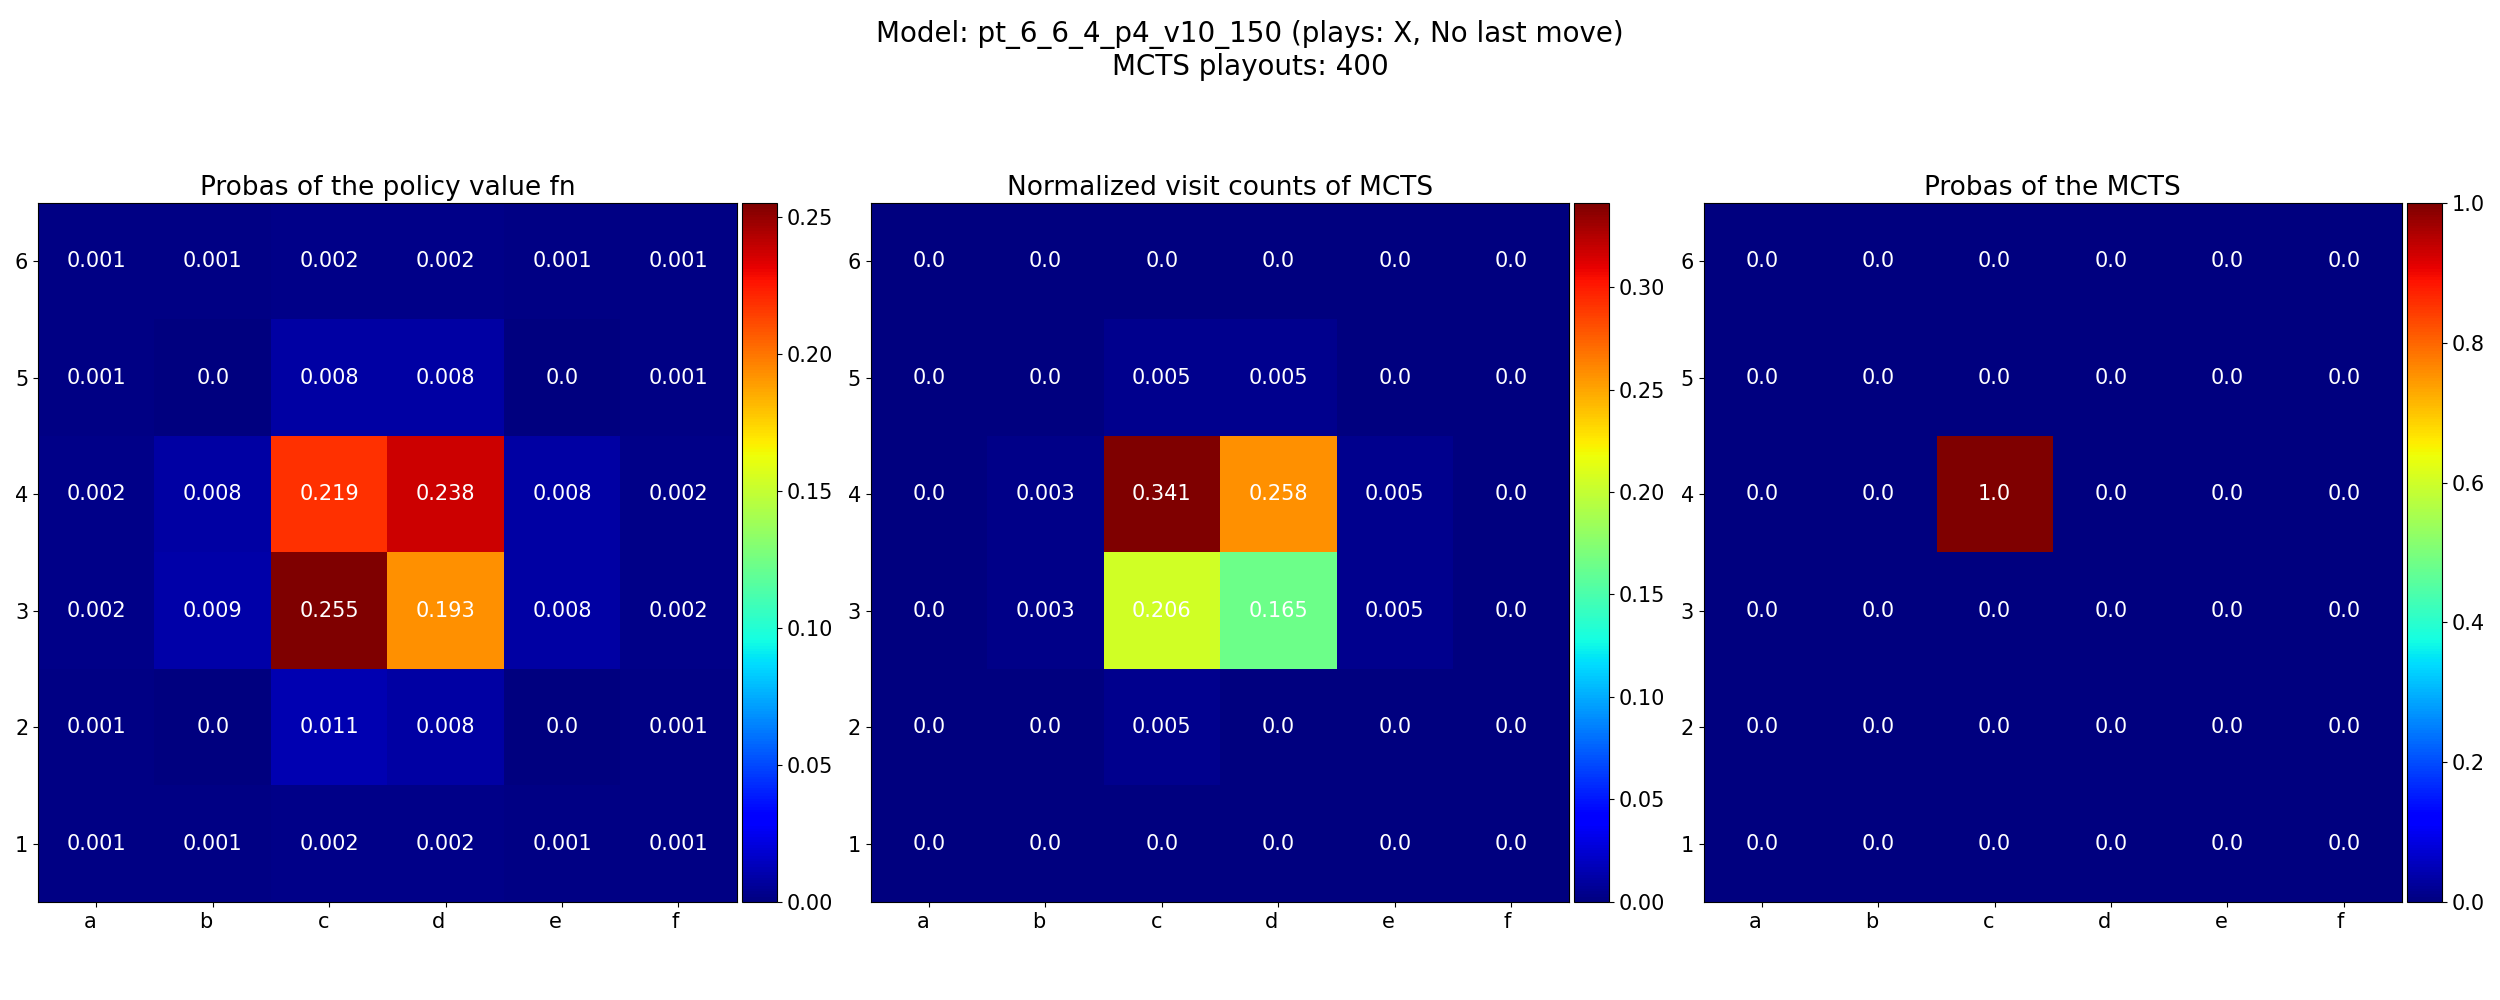 Model: pt_6_6_4_p4_v10_150 (plays: X, No last move)
MCTS playouts: 400
Probas of the policy value fn
6 0.001 0.001 0.002 0.002 0.001 0.001
5 0.001 0.0 0.008 0.008 0.0 0.001
4 0.002 0.008 0.219 0.238 0.008 0.002
3 0.002 0.009 0.255 0.193 0.008 0.002
2 0.001 0.0 0.011 0.008 0.0 0.001
1 0.001 0.001 0.002 0.002 0.001 0.001
a b c d e f
0.25
0.20
0.15
0.10
0.05
0.00
Normalized visit counts of MCTS
6 0.0 0.0 0.0 0.0 0.0 0.0
5 0.0 0.0 0.005 0.005 0.0 0.0
4 0.0 0.003 0.341 0.258 0.005 0.0
3 0.0 0.003 0.206 0.165 0.005 0.0
2 0.0 0.0 0.005 0.0 0.0 0.0
1 0.0 0.0 0.0 0.0 0.0 0.0
a b c d e f
0.30
0.25
0.20
0.15
0.10
0.05
0.00
Probas of the MCTS
6 0.0 0.0 0.0 0.0 0.0 0.0
5 0.0 0.0 0.0 0.0 0.0 0.0
4 0.0 0.0 1.0 0.0 0.0 0.0
3 0.0 0.0 0.0 0.0 0.0 0.0
2 0.0 0.0 0.0 0.0 0.0 0.0
1 0.0 0.0 0.0 0.0 0.0 0.0
a b c d e f
1.0
0.8
0.6
0.4
0.2
0.0